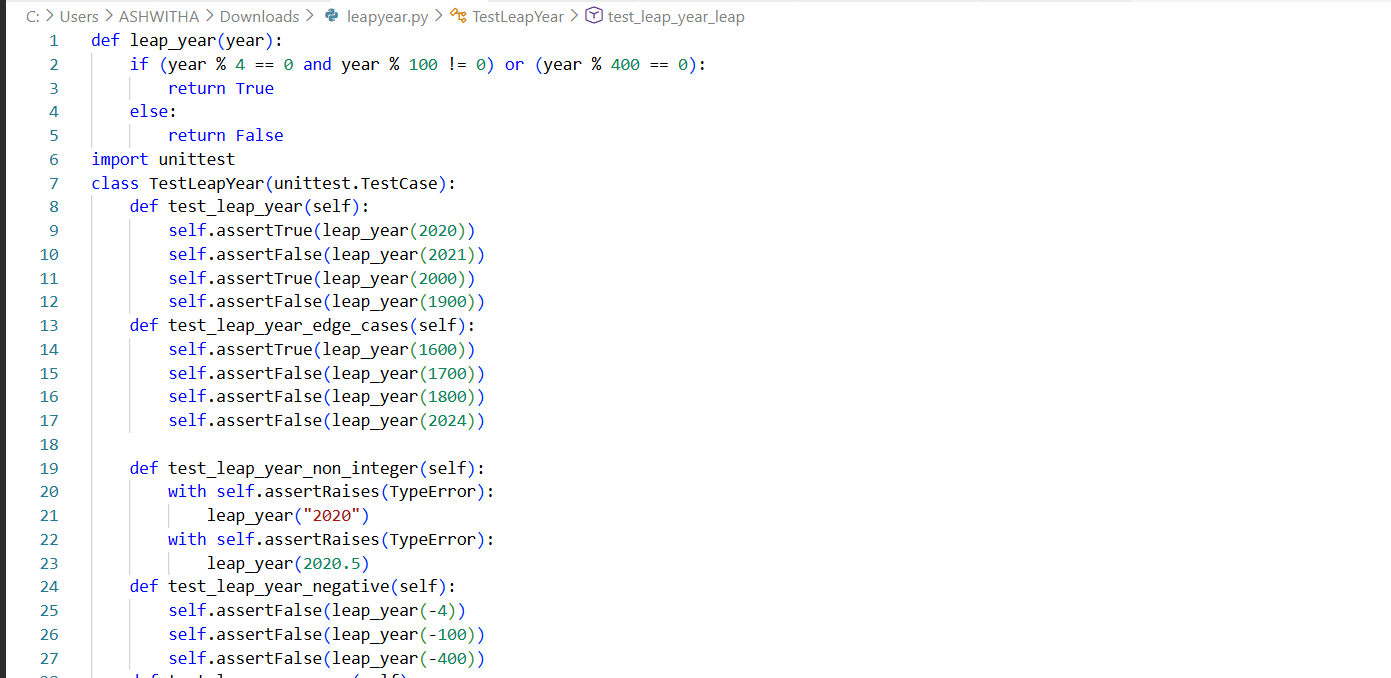 C: > Users > ASHWITHA > Downloads > leapyear.py > TestLeapYear > test_leap_year_leap
1 def leap_year(year):
2     if (year % 4 == 0 and year % 100 != 0) or (year % 400 == 0):
3         return True
4     else:
5         return False
6 import unittest
7 class TestLeapYear(unittest.TestCase):
8     def test_leap_year(self):
9         self.assertTrue(leap_year(2020))
10         self.assertFalse(leap_year(2021))
11         self.assertTrue(leap_year(2000))
12         self.assertFalse(leap_year(1900))
13     def test_leap_year_edge_cases(self):
14         self.assertTrue(leap_year(1600))
15         self.assertFalse(leap_year(1700))
16         self.assertFalse(leap_year(1800))
17         self.assertFalse(leap_year(2024))
18
19     def test_leap_year_non_integer(self):
20         with self.assertRaises(TypeError):
21             leap_year("2020")
22         with self.assertRaises(TypeError):
23             leap_year(2020.5)
24     def test_leap_year_negative(self):
25         self.assertFalse(leap_year(-4))
26         self.assertFalse(leap_year(-100))
27         self.assertFalse(leap_year(-400))